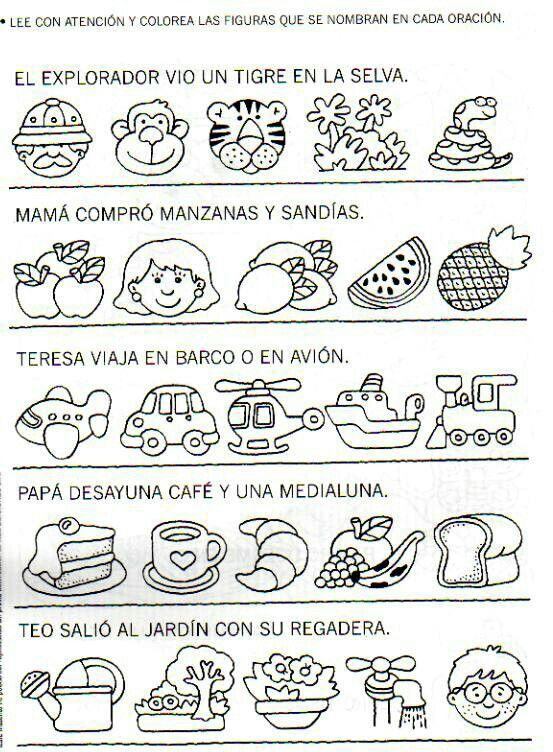 • LEE CON ATENCIÓN Y COLOREA LAS FIGURAS QUE SE NOMBRAN EN CADA ORACIÓN.
EL EXPLORADOR VIO UN TIGRE EN LA SELVA.
MAMÁ COMPRÓ MANZANAS Y SANDÍAS.
TERESA VIAJA EN BARCO O EN AVIÓN.
PAPÁ DESAYUNA CAFÉ Y UNA MEDIALUNA.
TEO SALIÓ AL JARDÍN CON SU REGADERA.